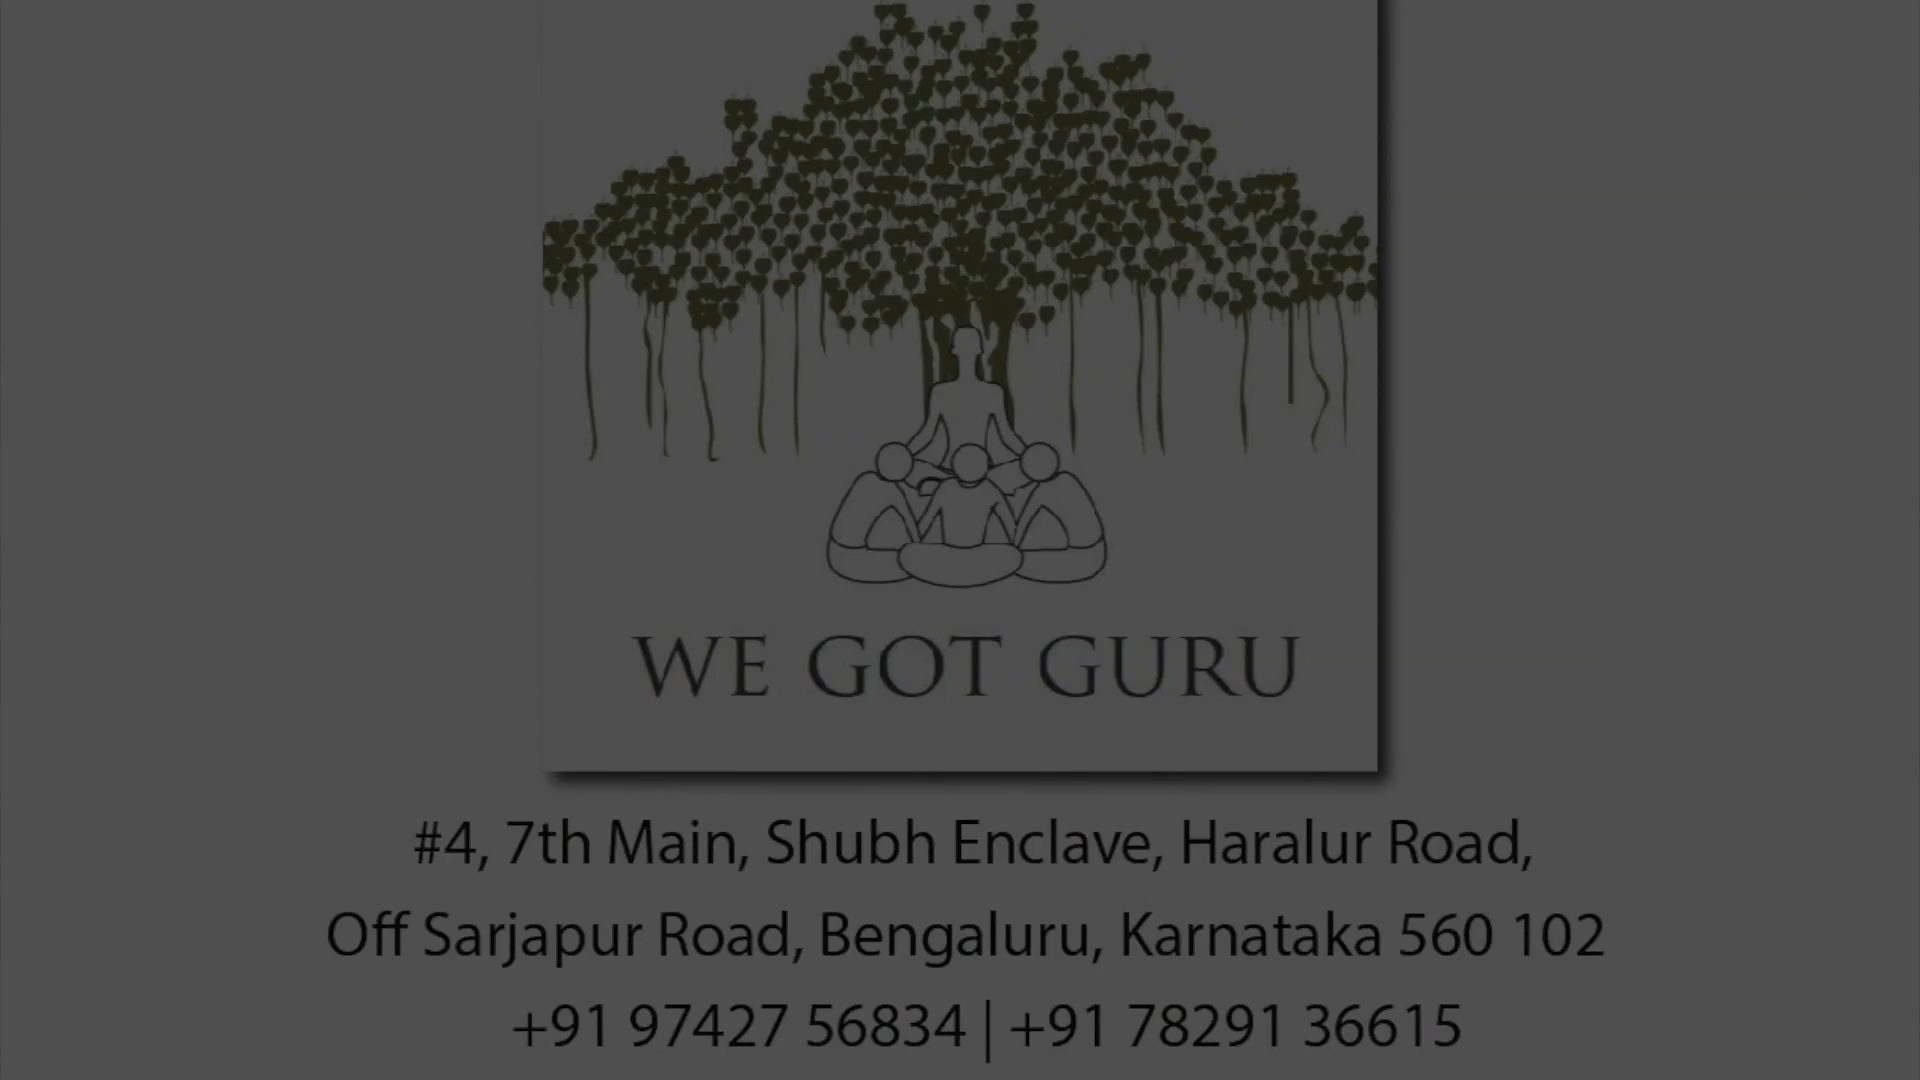 WE GOT GURU
#4, 7th Main, Shubh Enclave, Haralur Road,
Off Sarjapur Road, Bengaluru, Karnataka 560 102
+91 97427 56834 | +91 78291 36615